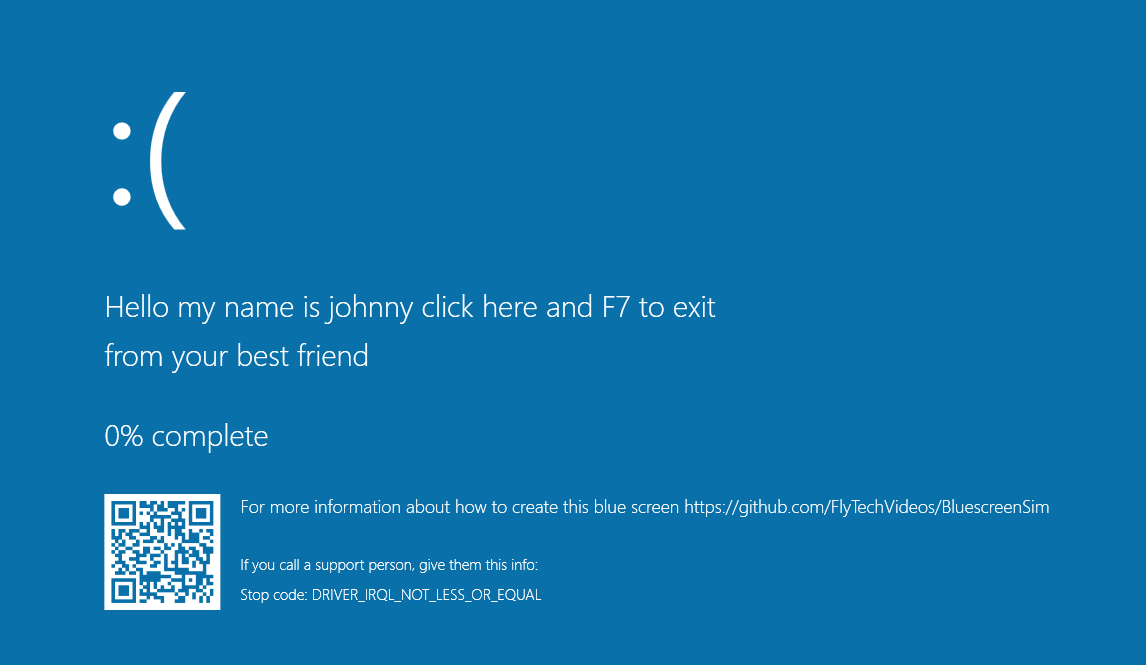 :(
Hello my name is johnny click here and F7 to exit
from your best friend
0% complete
For more information about how to create this blue screen https://github.com/FlyTechVideos/BluescreenSim
If you call a support person, give them this info:
Stop code: DRIVER_IRQL_NOT_LESS_OR_EQUAL